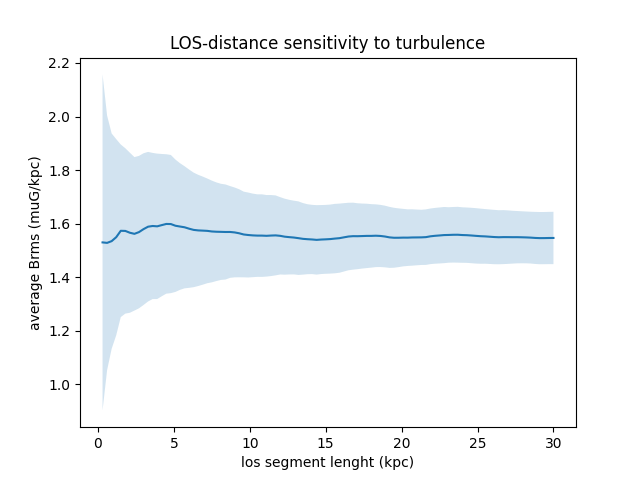 LOS-distance sensitivity to turbulence
2.2
2.0
1.8
1.6
1.4
1.2
1.0
average Brms (muG/kpc)
0 5 10 15 20 25 30
los segment lenght (kpc)